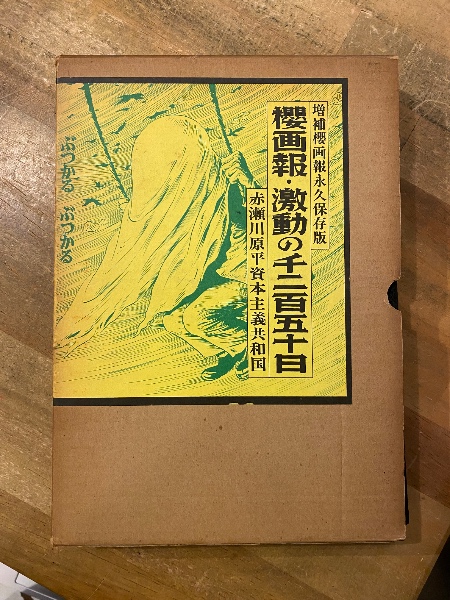 増補櫻画報永久保存版
櫻画報・激動の千二百五十日
赤瀬川原平資本主義共和国
ぶつかる ぶつかる